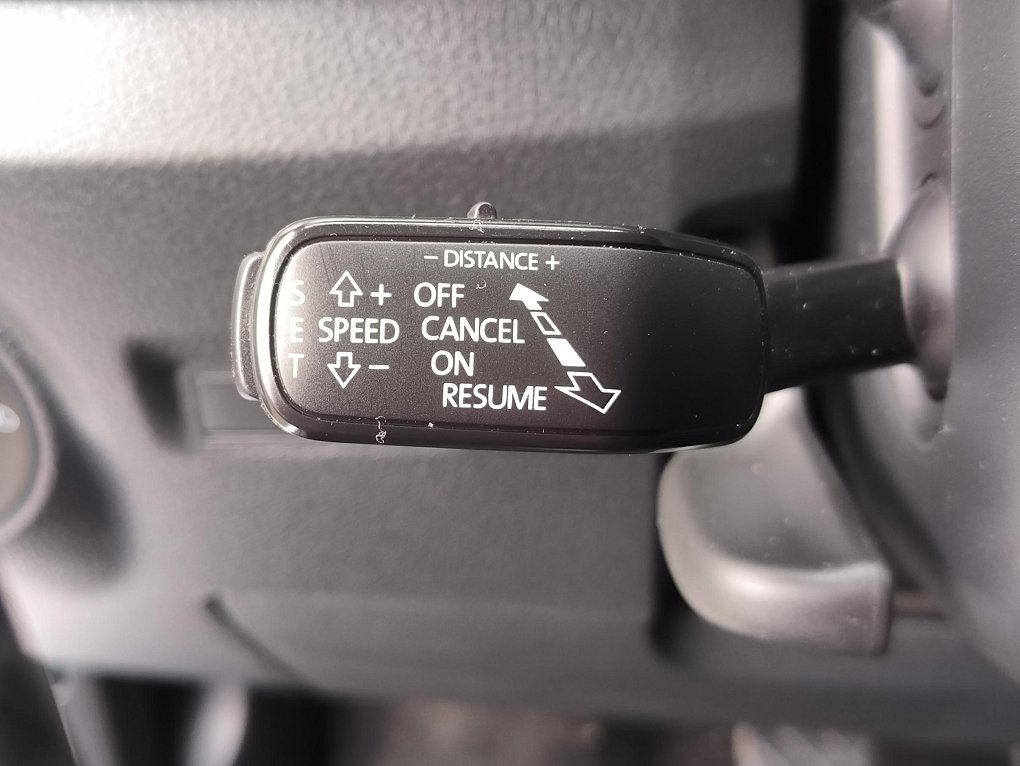 − DISTANCE +
S + OFF
E SPEED CANCEL
T − ON
RESUME